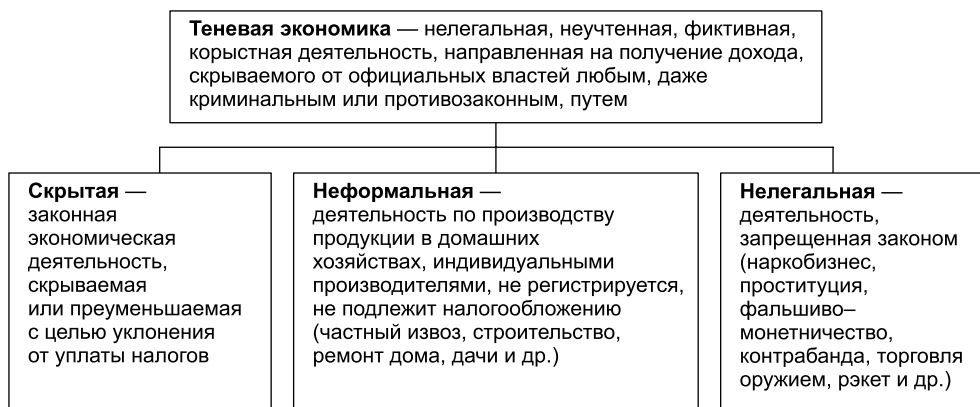 Теневая экономика — нелегальная, неучтенная, фиктивная,
корыстная деятельность, направленная на получение дохода,
скрываемого от официальных властей любым, даже
криминальным или противозаконным, путем
Скрытая —
законная
экономическая
деятельность,
скрываемая
или преуменьшаемая
с целью уклонения
от уплаты налогов
Неформальная —
деятельность по производству
продукции в домашних
хозяйствах, индивидуальными
производителями, не регистрируется,
не подлежит налогообложению
(частный извоз, строительство,
ремонт дома, дачи и др.)
Нелегальная —
деятельность,
запрещенная законом
(наркобизнес,
проституция,
фальшиво–
монетничество,
контрабанда, торговля
оружием, рэкет и др.)